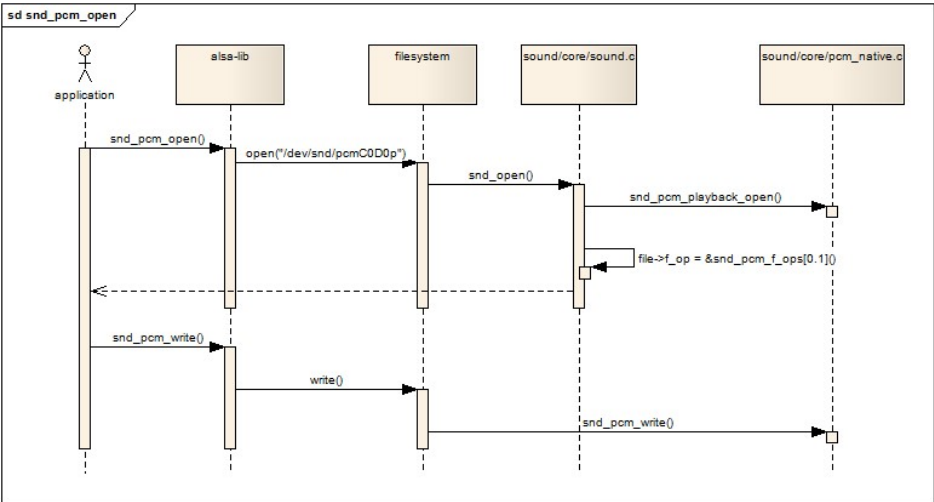 sd snd_pcm_open
application
alsa-lib
filesystem
sound/core/sound.c
sound/core/pcm_native.c
snd_pcm_open()
open("/dev/snd/pcmC0D0p")
snd_open()
snd_pcm_playback_open()
file->f_op = &snd_pcm_f_ops[0.1]()
snd_pcm_write()
write()
snd_pcm_write()